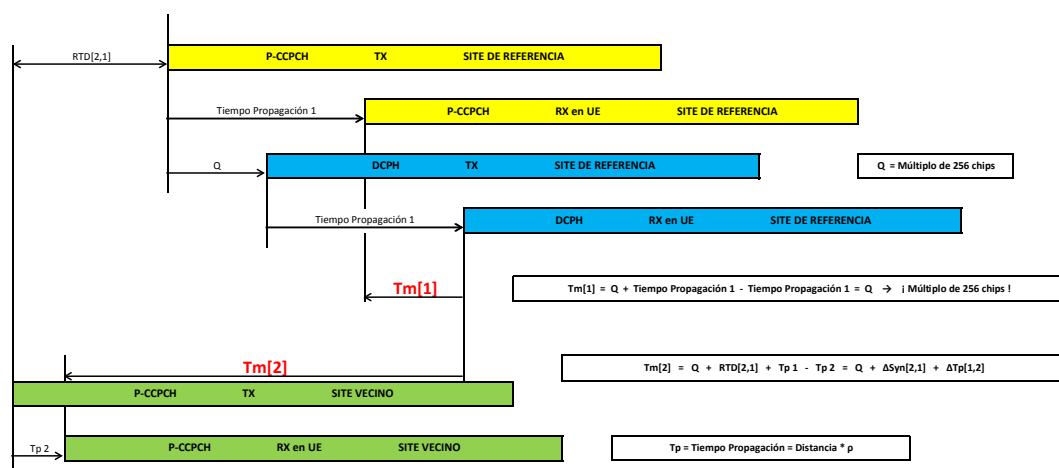 RTD[2,1]
P-CCPCH TX SITE DE REFERENCIA
Tiempo Propagación 1
P-CCPCH RX en UE SITE DE REFERENCIA
Q
DCPH TX SITE DE REFERENCIA
Q = Múltiplo de 256 chips
Tiempo Propagación 1
DCPH RX en UE SITE DE REFERENCIA
Tm[1]
Tm[1] = Q + Tiempo Propagación 1 - Tiempo Propagación 1 = Q → ¡ Múltiplo de 256 chips !
Tm[2]
Tm[2] = Q + RTD[2,1] + Tp 1 - Tp 2 = Q + ΔSyn[2,1] + ΔTp[1,2]
P-CCPCH TX SITE VECINO
Tp 2
P-CCPCH RX en UE SITE VECINO
Tp = Tiempo Propagación = Distancia * ρ